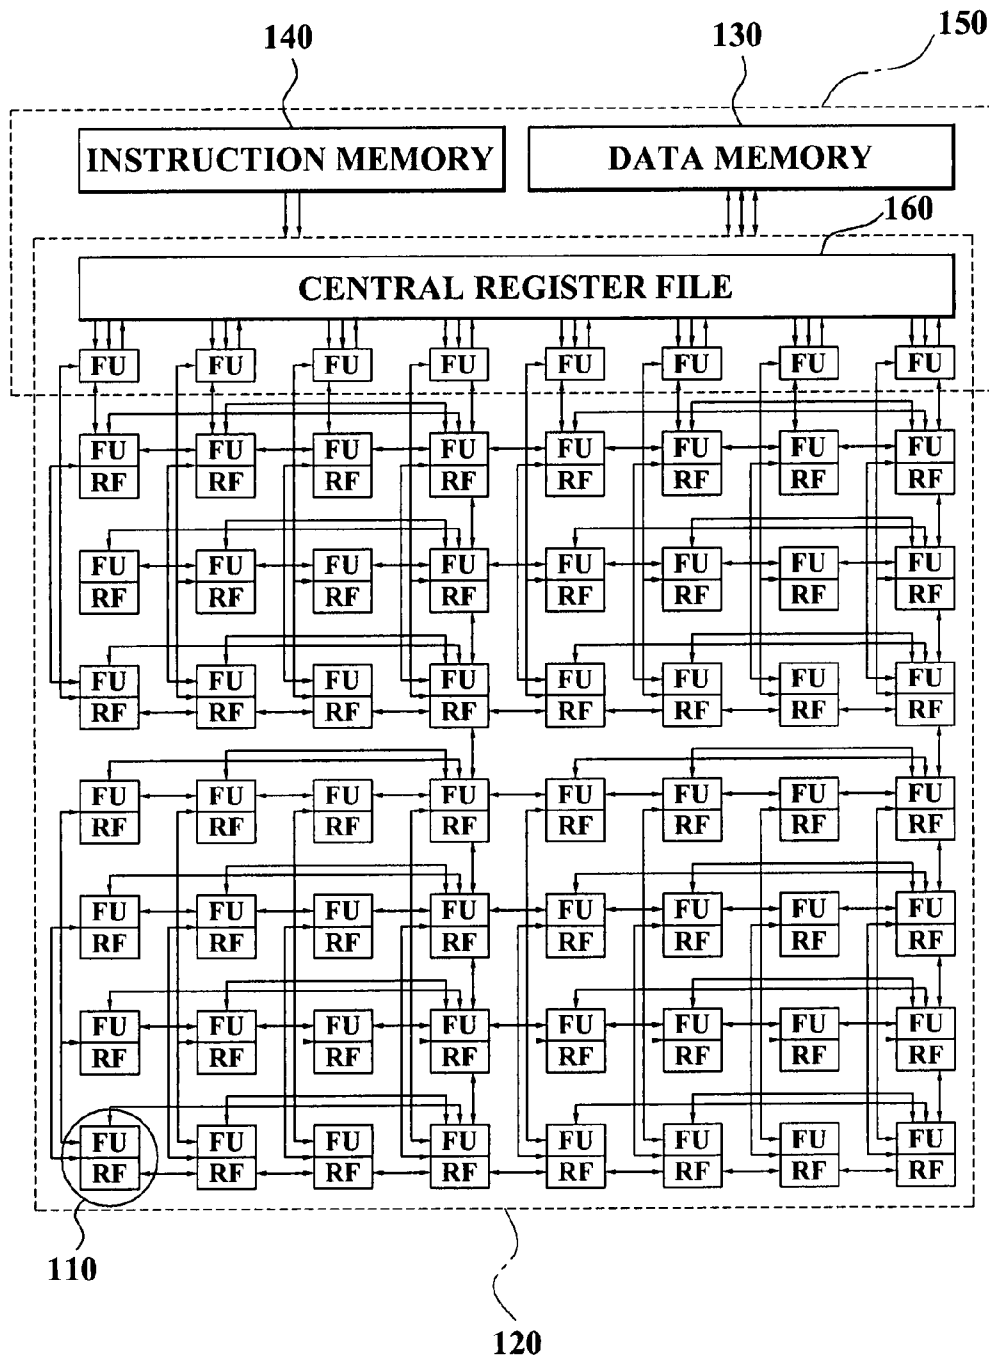 140 130 150
INSTRUCTION MEMORY DATA MEMORY
160
CENTRAL REGISTER FILE
FU FU FU FU FU FU FU FU
FU FU FU FU FU FU FU FU
RF RF RF RF RF RF RF RF
FU FU FU FU FU FU FU FU
RF RF RF RF RF RF RF RF
FU FU FU FU FU FU FU FU
RF RF RF RF RF RF RF RF
FU FU FU FU FU FU FU FU
RF RF RF RF RF RF RF RF
FU FU FU FU FU FU FU FU
RF RF RF RF RF RF RF RF
FU FU FU FU FU FU FU FU
RF RF RF RF RF RF RF RF
FU FU FU FU FU FU FU FU
RF RF RF RF RF RF RF RF
110
120